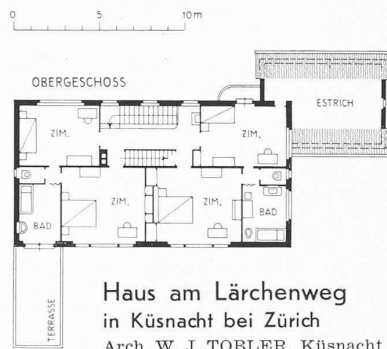 0 5 10 m
OBERGESCHOSS
ESTRICH
ZIM.
ZIM.
ZIM.
ZIM.
BAD
BAD
TERRASSE
Haus am Lärchenweg
in Küsnacht bei Zürich
Arch. W. J. TOBLER, Küsnacht